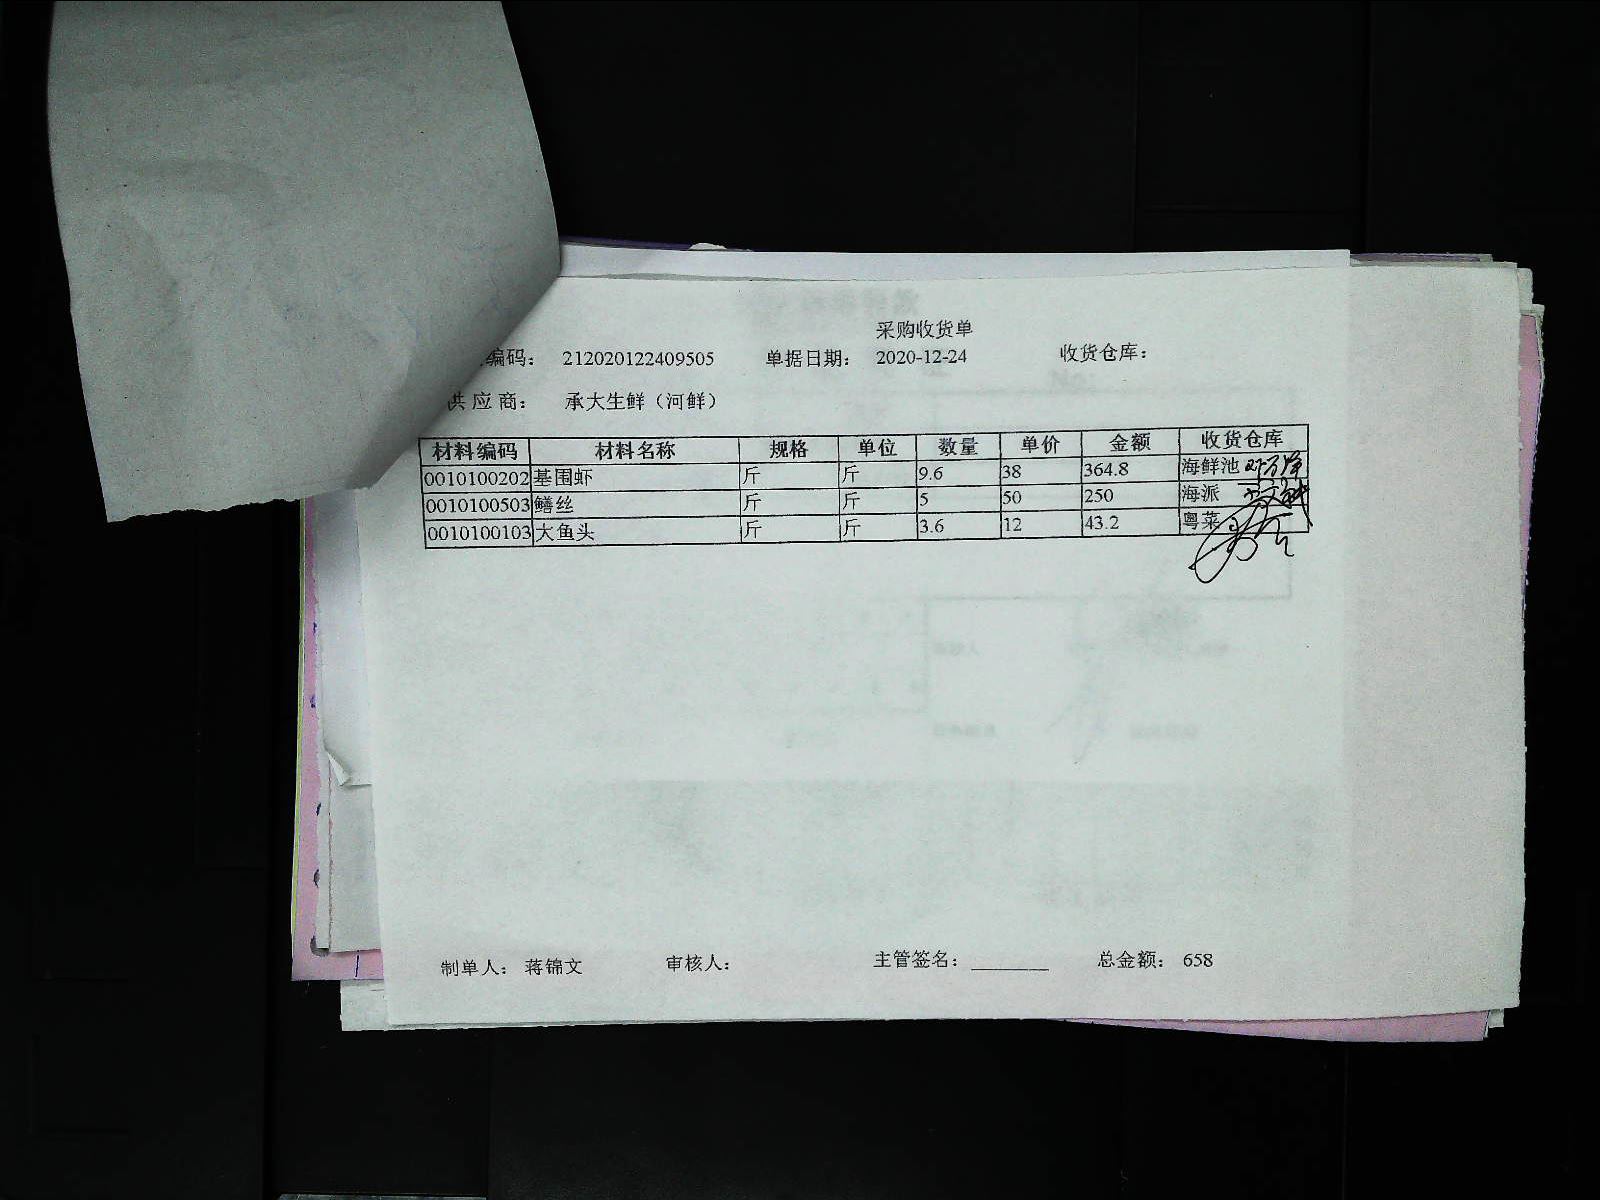 采购收货单
编码： 212020122409505 单据日期： 2020-12-24 收货仓库：
供应商： 承大生鲜（河鲜）
材料编码 材料名称 规格 单位 数量 单价 金额 收货仓库
0010100202 基围虾 斤 斤 9.6 38 364.8 海鲜池
0010100503 鳝丝 斤 斤 5 50 250 海派
0010100103 大鱼头 斤 斤 3.6 12 43.2 粤菜
制单人： 蒋锦文 审核人： 主管签名： 总金额： 658